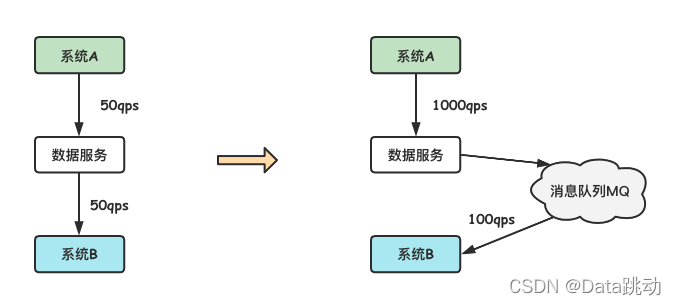 系统A
50qps
数据服务
50qps
系统B
系统A
1000qps
数据服务
消息队列MQ
100qps
系统B
CSDN @Data跳动